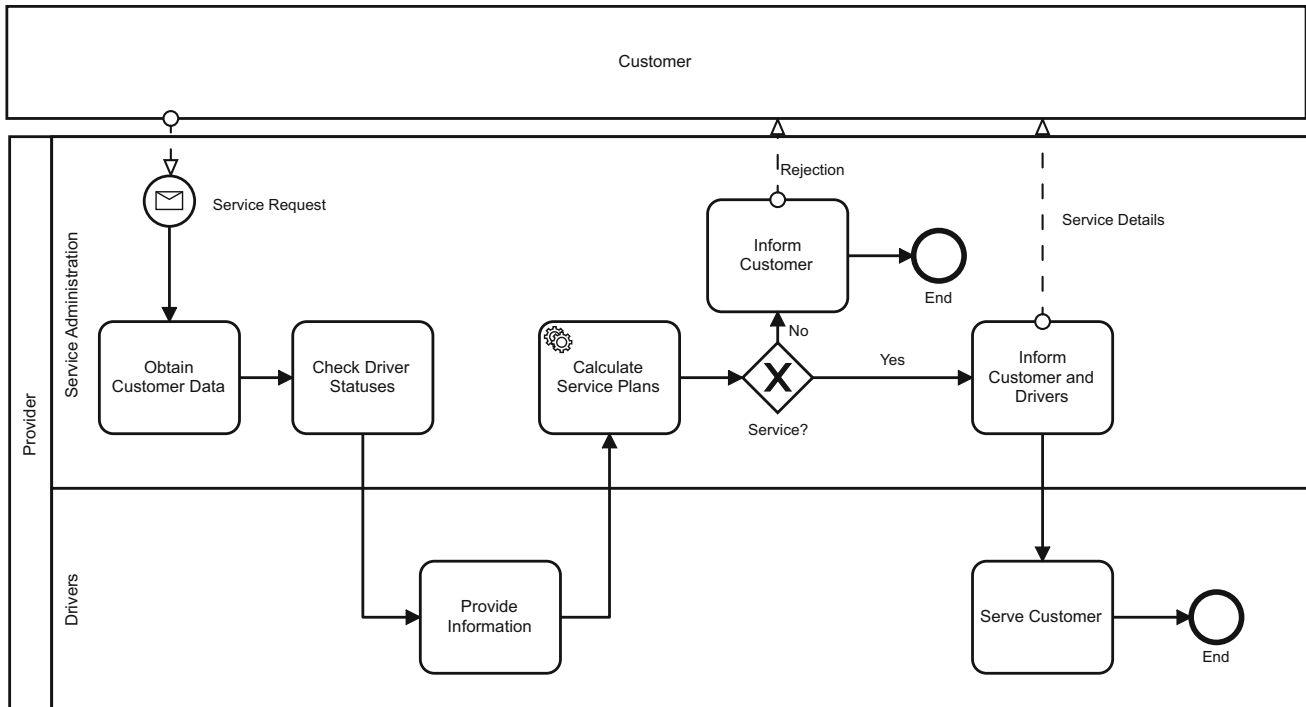 Customer
Provider
Service Administration
Service Request
Rejection
Inform
Customer
End
Service Details
Obtain
Customer Data
Check Driver
Statuses
Calculate
Service Plans
No
Service?
Yes
Inform
Customer and
Drivers
Drivers
Provide
Information
Serve Customer
End